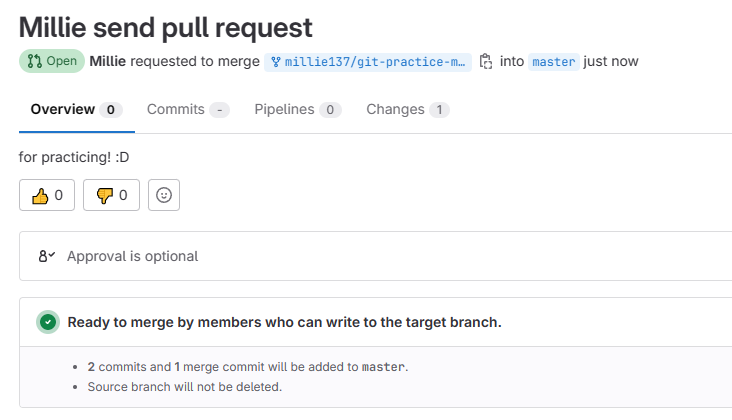 Millie send pull request
Open Millie requested to merge millie137/git-practice-m… into master just now
Overview 0 Commits - Pipelines 0 Changes 1
for practicing! :D
👍 0 👎 0
Approval is optional
Ready to merge by members who can write to the target branch.
• 2 commits and 1 merge commit will be added to master.
• Source branch will not be deleted.